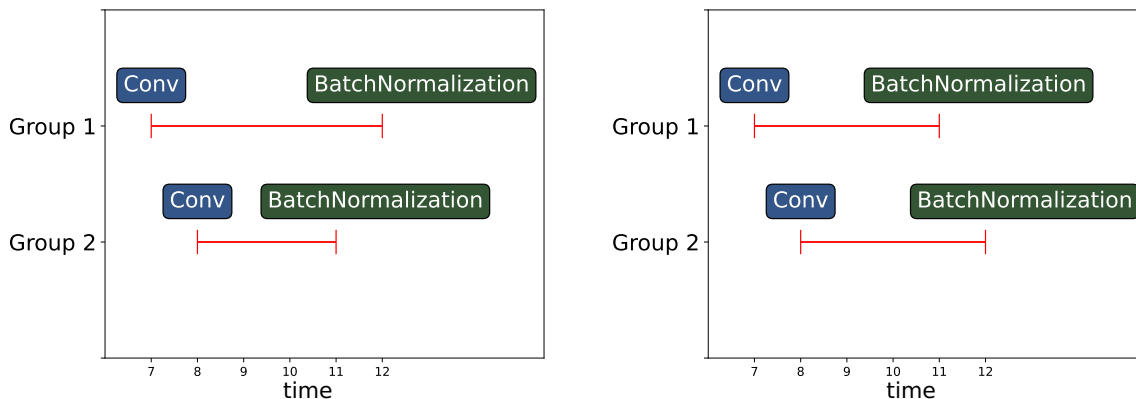 Conv
BatchNormalization
Group 1
Conv
BatchNormalization
Group 2
7 8 9 10 11 12
time
Conv
BatchNormalization
Group 1
Conv
BatchNormalization
Group 2
7 8 9 10 11 12
time